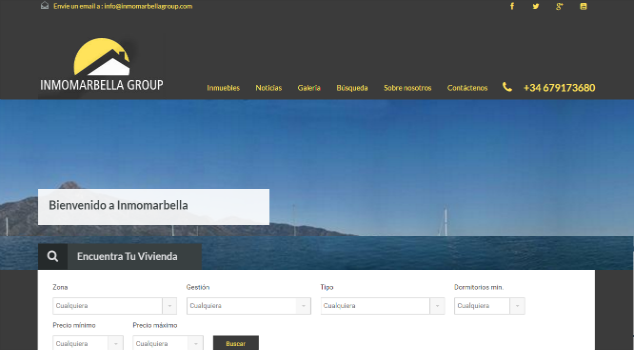 Envíe un email a : info@inmomarbellagroup.com
INMOMARBELLA GROUP
Inmuebles Noticias Galería Búsqueda Sobre nosotros Contáctenos +34 679173680
Bienvenido a Inmomarbella
Encuentra Tu Vivienda
Zona Gestión Tipo Dormitorios min.
Cualquiera Cualquiera Cualquiera Cualquiera
Precio mínimo Precio máximo
Cualquiera Cualquiera Buscar